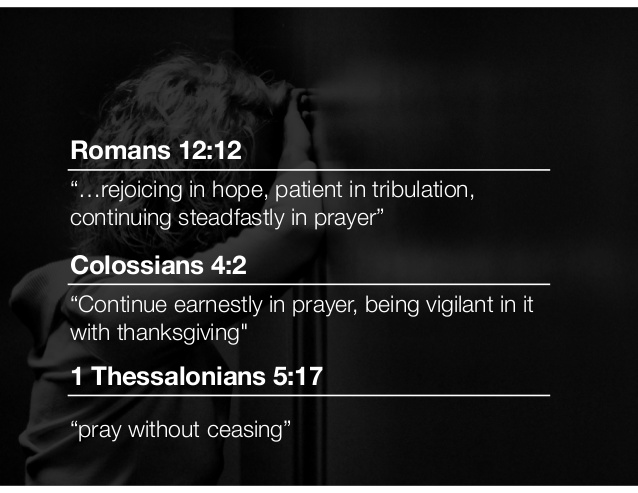 Romans 12:12
“…rejoicing in hope, patient in tribulation,
continuing steadfastly in prayer”
Colossians 4:2
“Continue earnestly in prayer, being vigilant in it
with thanksgiving"
1 Thessalonians 5:17
“pray without ceasing”